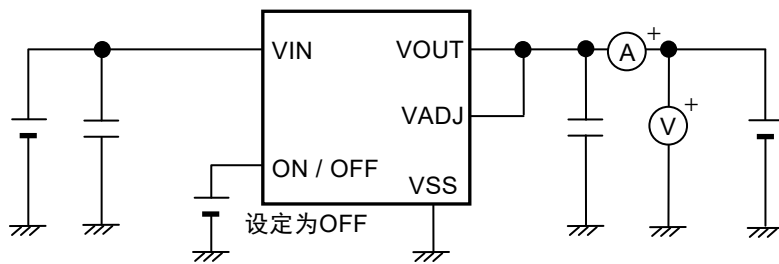 VIN
VOUT
A
+
+
V
VADJ
ON / OFF
VSS
设定为OFF